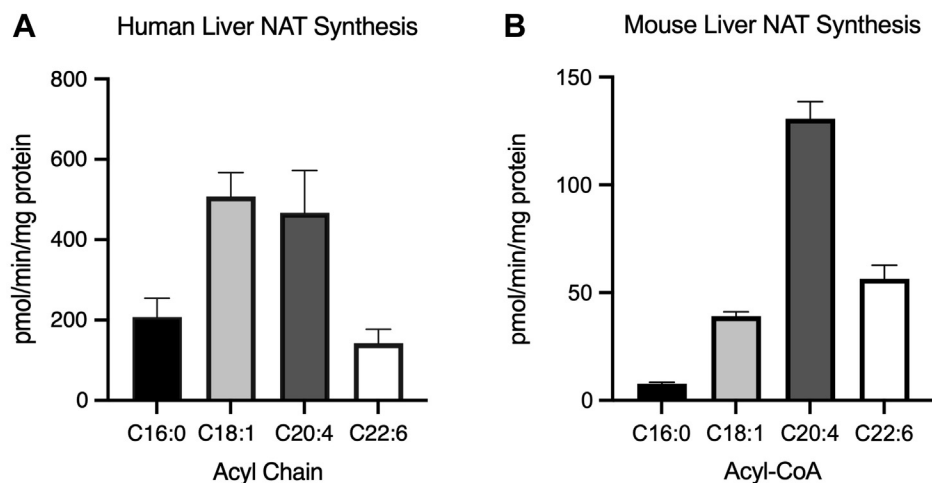 A
Human Liver NAT Synthesis
pmol/min/mg protein
800
600
400
200
0
C16:0 C18:1 C20:4 C22:6
Acyl Chain
B
Mouse Liver NAT Synthesis
pmol/min/mg protein
150
100
50
0
C16:0 C18:1 C20:4 C22:6
Acyl-CoA